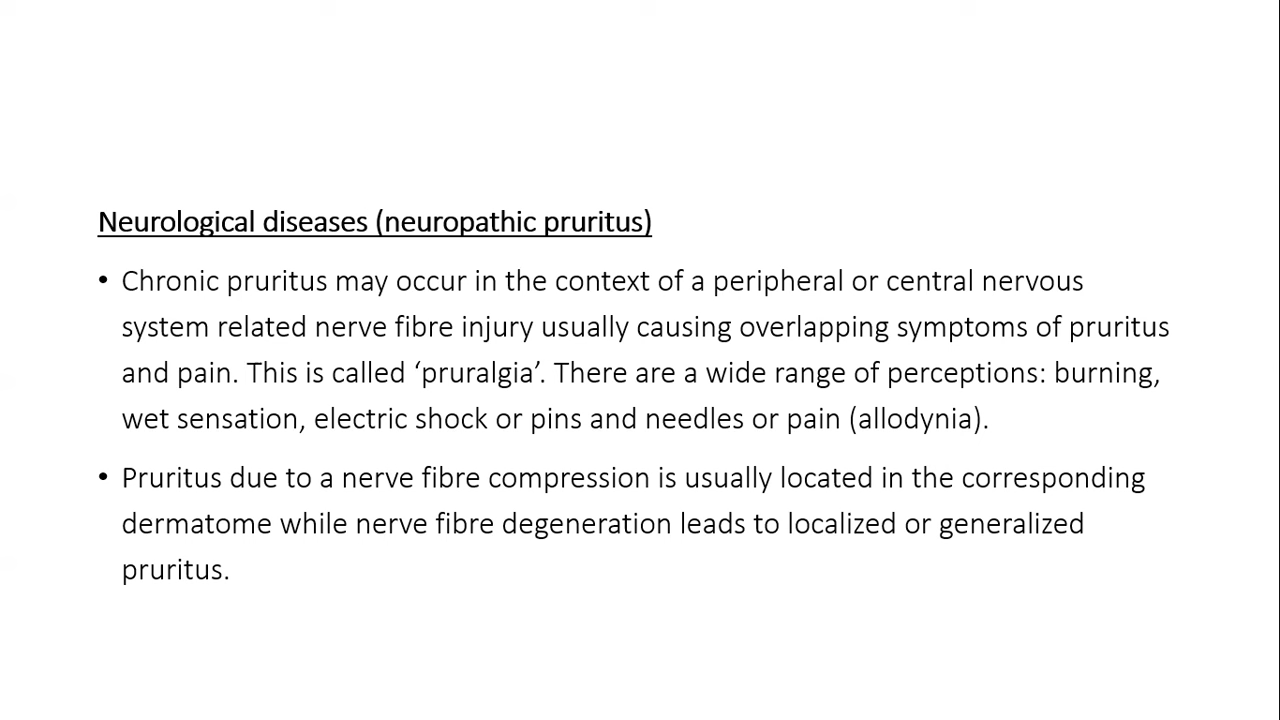 Neurological diseases (neuropathic pruritus)
• Chronic pruritus may occur in the context of a peripheral or central nervous
system related nerve fibre injury usually causing overlapping symptoms of pruritus
and pain. This is called ‘pruralgia’. There are a wide range of perceptions: burning,
wet sensation, electric shock or pins and needles or pain (allodynia).
• Pruritus due to a nerve fibre compression is usually located in the corresponding
dermatome while nerve fibre degeneration leads to localized or generalized
pruritus.